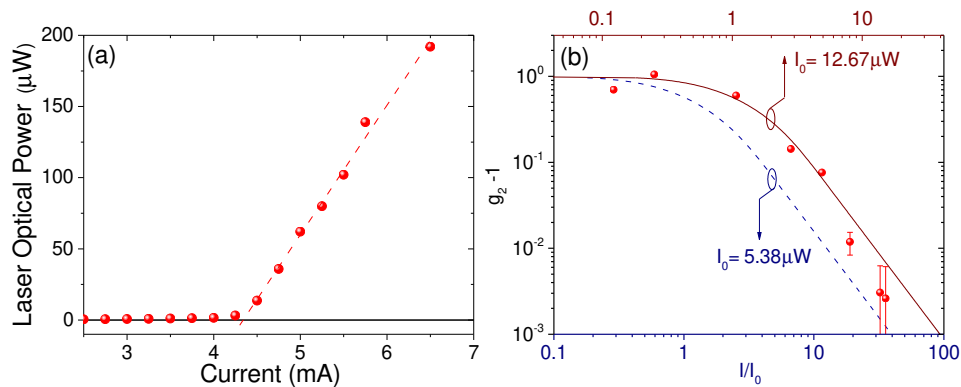 (a)
200
150
100
50
0
Laser Optical Power (μW)
3 4 5 6 7
Current (mA)
0.1 1 10
(b)
I₀= 12.67μW
I₀= 5.38μW
10⁰
10⁻¹
10⁻²
10⁻³
g₂ -1
0.1 1 10 100
I/I₀